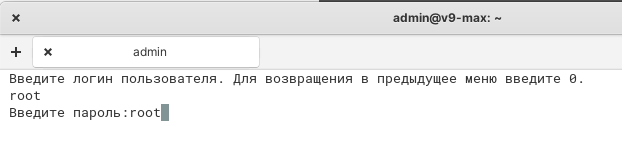 admin@v9-max: ~
admin
Введите логин пользователя. Для возвращения в предыдущее меню введите 0.
root
Введите пароль:root